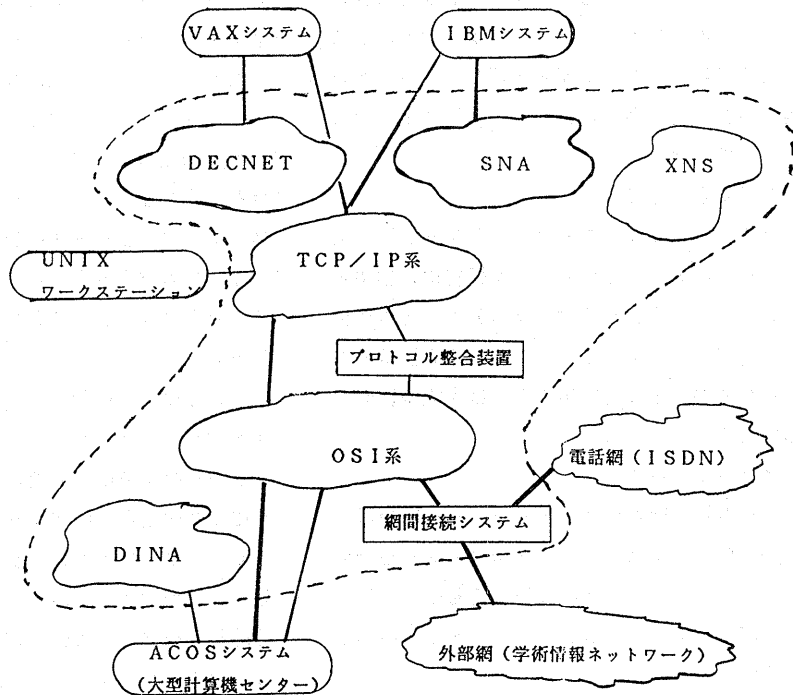 VAXシステム
IBMシステム
DECNET
SNA
XNS
UNIX
ワークステーション
TCP/IP系
プロトコル整合装置
OSI系
電話網(ISDN)
網間接続システム
DINA
ACOSシステム
(大型計算機センター)
外部網(学術情報ネットワーク)